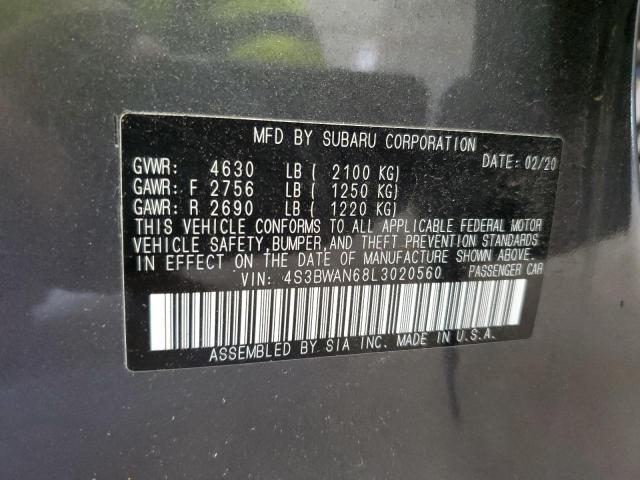 MFD BY SUBARU CORPORATION
DATE: 02/20
GVWR: 4630 LB ( 2100 KG)
GAWR: F 2756 LB ( 1250 KG)
GAWR: R 2690 LB ( 1220 KG)
THIS VEHICLE CONFORMS TO ALL APPLICABLE FEDERAL MOTOR
VEHICLE SAFETY, BUMPER, AND THEFT PREVENTION STANDARDS
IN EFFECT ON THE DATE OF MANUFACTURE SHOWN ABOVE.
VIN: 4S3BWAN68L3020560 PASSENGER CAR
ASSEMBLED BY SIA INC. MADE IN U.S.A.